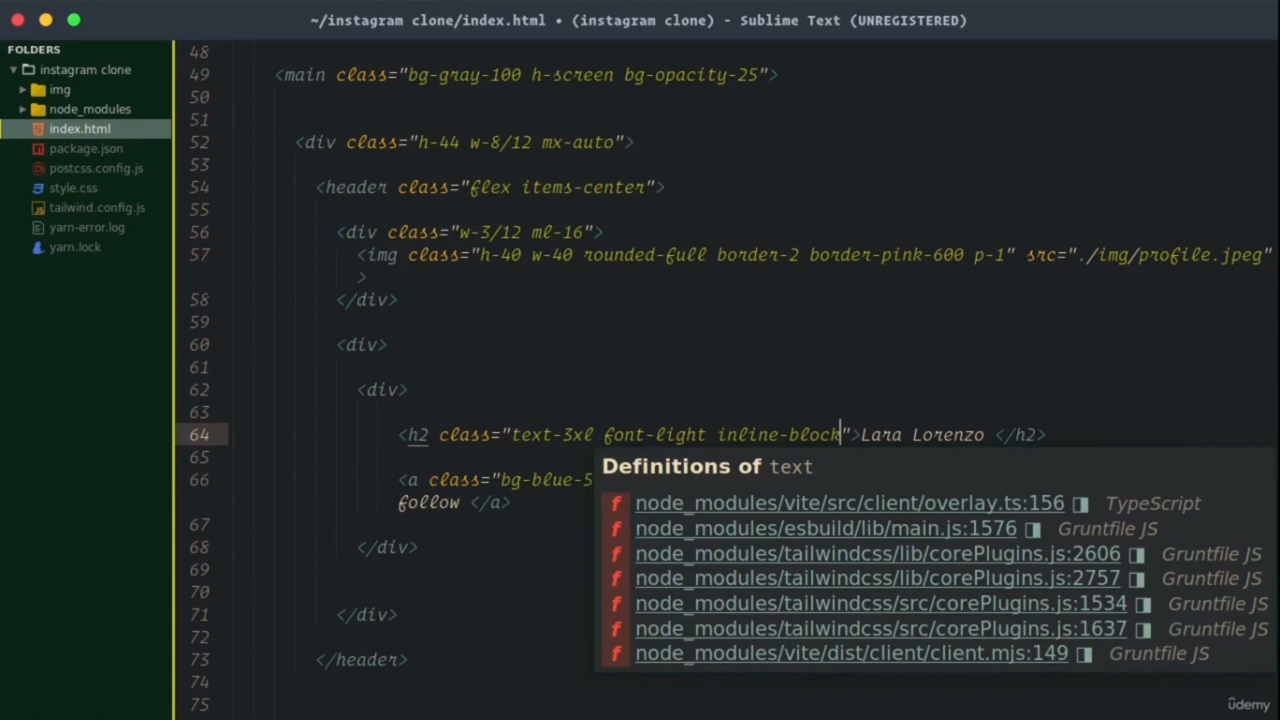 ~/instagram clone/index.html • (instagram clone) - Sublime Text (UNREGISTERED)
FOLDERS
instagram clone
img
node_modules
index.html
package.json
postcss.config.js
style.css
tailwind.config.js
yarn-error.log
yarn.lock
48
49 <main class="bg-gray-100 h-screen bg-opacity-25">
50
51
52 <div class="h-44 w-8/12 mx-auto">
53
54 <header class="flex items-center">
55
56 <div class="w-3/12 ml-16">
57 <img class="h-40 w-40 rounded-full border-2 border-pink-600 p-1" src="./img/profile.jpeg"
>
58 </div>
59
60 <div>
61
62 <div>
63
64 <h2 class="text-3xl font-light inline-block">Lara Lorenzo </h2>
65
66 <a class="bg-blue-5
follow </a>
67
68 </div>
69
70
71 </div>
72
73 </header>
74
75
Definitions of text
f node_modules/vite/src/client/overlay.ts:156 TypeScript
f node_modules/esbuild/lib/main.js:1576 Gruntfile JS
f node_modules/tailwindcss/lib/corePlugins.js:2606 Gruntfile JS
f node_modules/tailwindcss/lib/corePlugins.js:2757 Gruntfile JS
f node_modules/tailwindcss/src/corePlugins.js:1534 Gruntfile JS
f node_modules/tailwindcss/src/corePlugins.js:1637 Gruntfile JS
f node_modules/vite/dist/client/client.mjs:149 Gruntfile JS
ûdemy